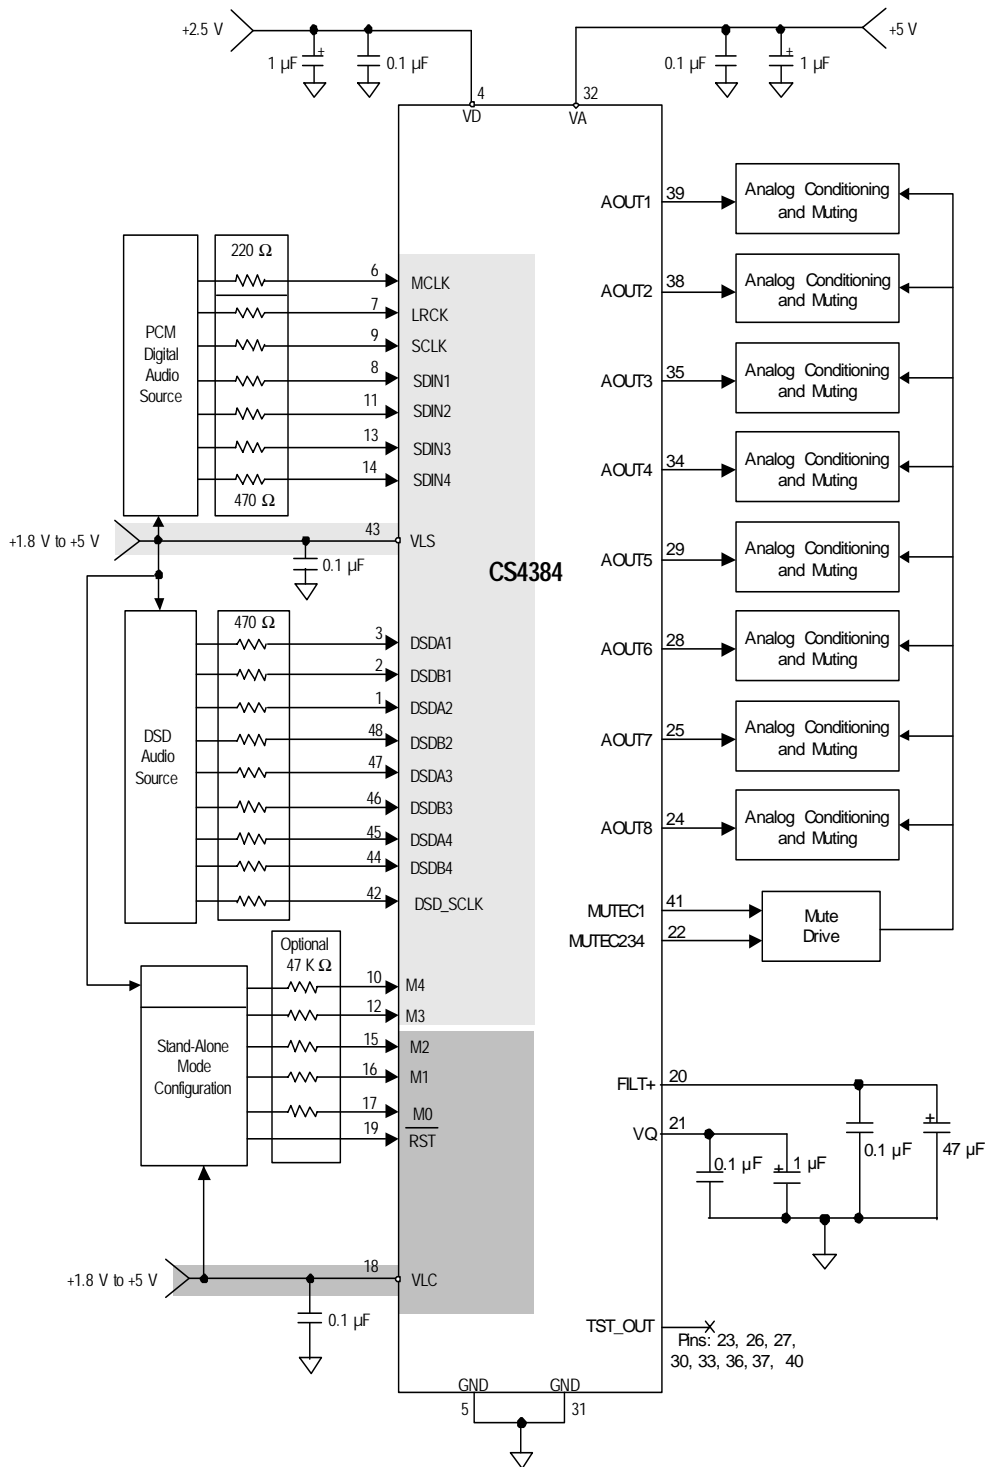 +2.5 V
+5 V
1 µF
+
0.1 µF
0.1 µF
+
1 µF
4
32
VD
VA
PCM
Digital
Audio
Source
220 Ω
470 Ω
6
MCLK
7
LRCK
9
SCLK
8
SDIN1
11
SDIN2
13
SDIN3
14
SDIN4
+1.8 V to +5 V
43
VLS
0.1 µF
CS4384
DSD
Audio
Source
470 Ω
3
DSDA1
2
DSDB1
1
DSDA2
48
DSDB2
47
DSDA3
46
DSDB3
45
DSDA4
44
DSDB4
42
DSD_SCLK
Optional
47 K Ω
Stand-Alone
Mode
Configuration
10
M4
12
M3
15
M2
16
M1
17
M0
19
RST
+1.8 V to +5 V
18
VLC
0.1 µF
AOUT1
39
Analog Conditioning
and Muting
AOUT2
38
Analog Conditioning
and Muting
AOUT3
35
Analog Conditioning
and Muting
AOUT4
34
Analog Conditioning
and Muting
AOUT5
29
Analog Conditioning
and Muting
AOUT6
28
Analog Conditioning
and Muting
AOUT7
25
Analog Conditioning
and Muting
AOUT8
24
Analog Conditioning
and Muting
MUTEC1
41
MUTEC234
22
Mute
Drive
FILT+
20
VQ
21
0.1 µF
+
1 µF
0.1 µF
+
47 µF
TST_OUT
Pins: 23, 26, 27,
30, 33, 36, 37, 40
GND
GND
5
31